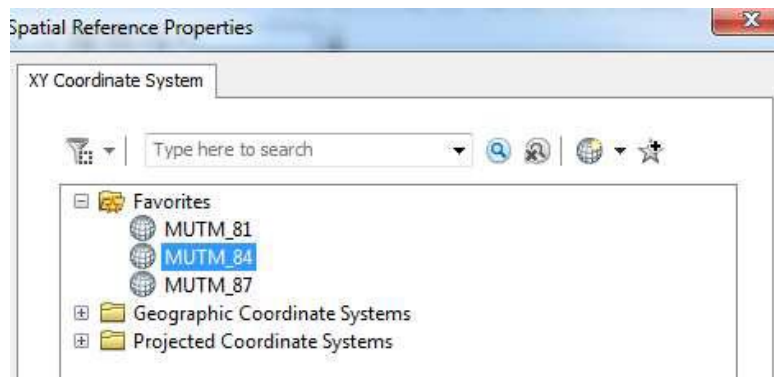 Spatial Reference Properties
XY Coordinate System
Type here to search
Favorites
MUTM_81
MUTM_84
MUTM_87
Geographic Coordinate Systems
Projected Coordinate Systems